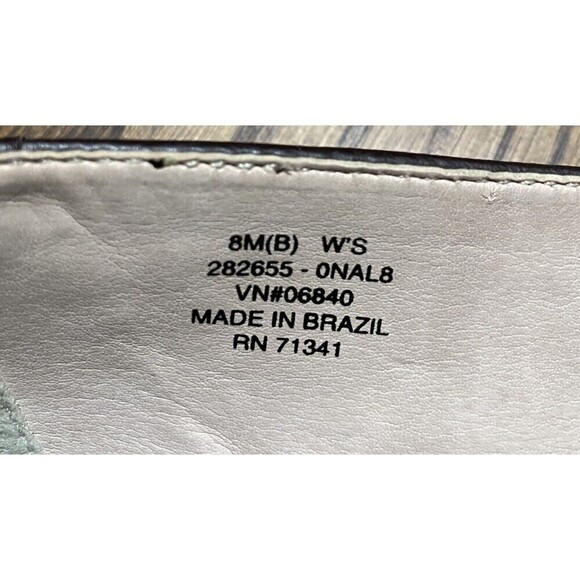 8M(B) W'S
282655 - 0NAL8
VN#06840
MADE IN BRAZIL
RN 71341